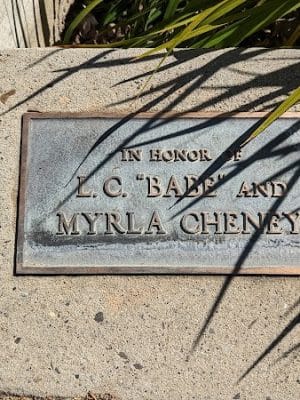 IN HONOR OF
L. C. "BABE" AND
MYRLA CHENEY